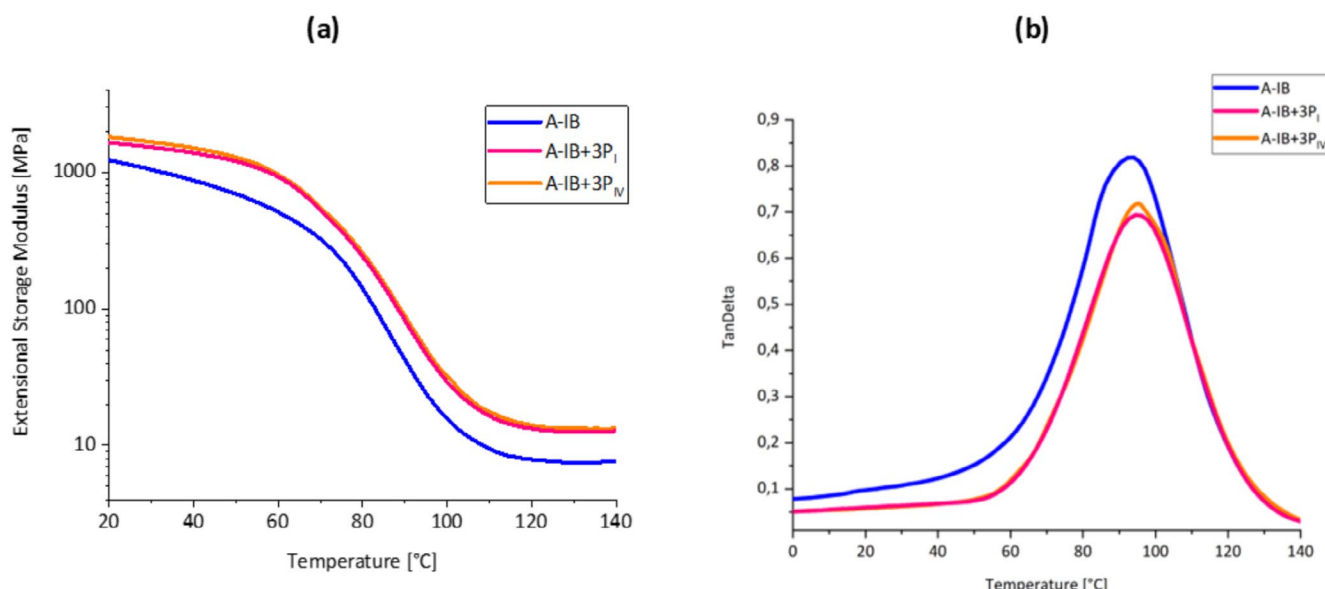 (a)
Extensional Storage Modulus [MPa]
1000
100
10
20 40 60 80 100 120 140
Temperature [°C]
A-IB
A-IB+3P_I
A-IB+3P_IV
(b)
TanDelta
0,9
0,8
0,7
0,6
0,5
0,4
0,3
0,2
0,1
0 20 40 60 80 100 120 140
Temperature [°C]
A-IB
A-IB+3P_I
A-IB+3P_IV